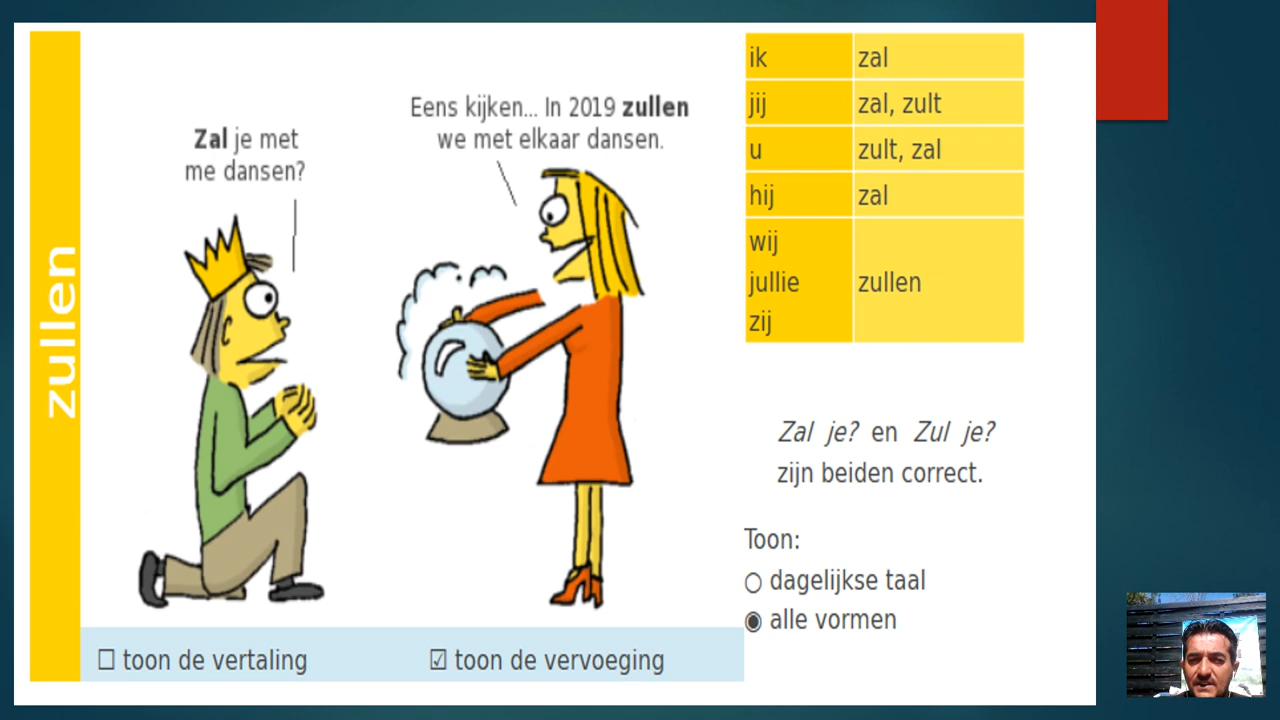 zullen
Zal je met
me dansen?
Eens kijken... In 2019 zullen
we met elkaar dansen.
ik zal
jij zal, zult
u zult, zal
hij zal
wij
jullie zullen
zij
Zal je? en Zul je?
zijn beiden correct.
Toon:
○ dagelijkse taal
◉ alle vormen
☐ toon de vertaling
☑ toon de vervoeging